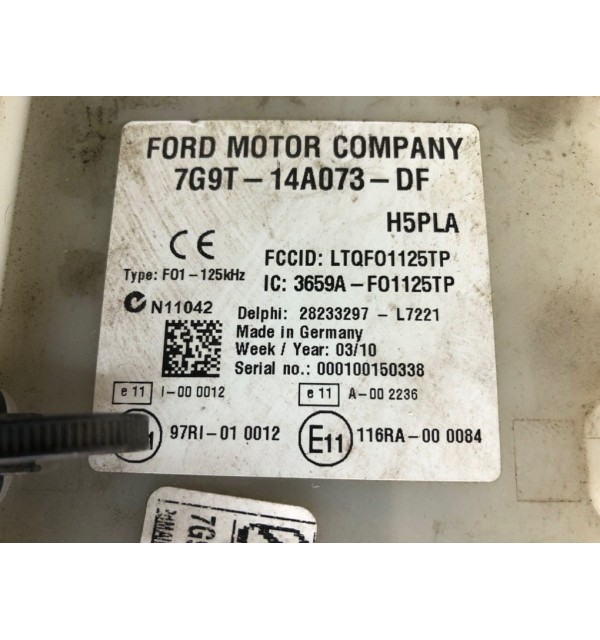 FORD MOTOR COMPANY
7G9T-14A073-DF
H5PLA
CE
FCCID: LTQFO1125TP
Type: F01-125kHz
IC: 3659A-FO1125TP
N11042
Delphi: 28233297 - L7221
Made in Germany
Week / Year: 03/10
Serial no.: 000100150338
e 11 I-00 0012
e 11 A-00 2236
97RI-01 0012
E11 116RA-00 0084